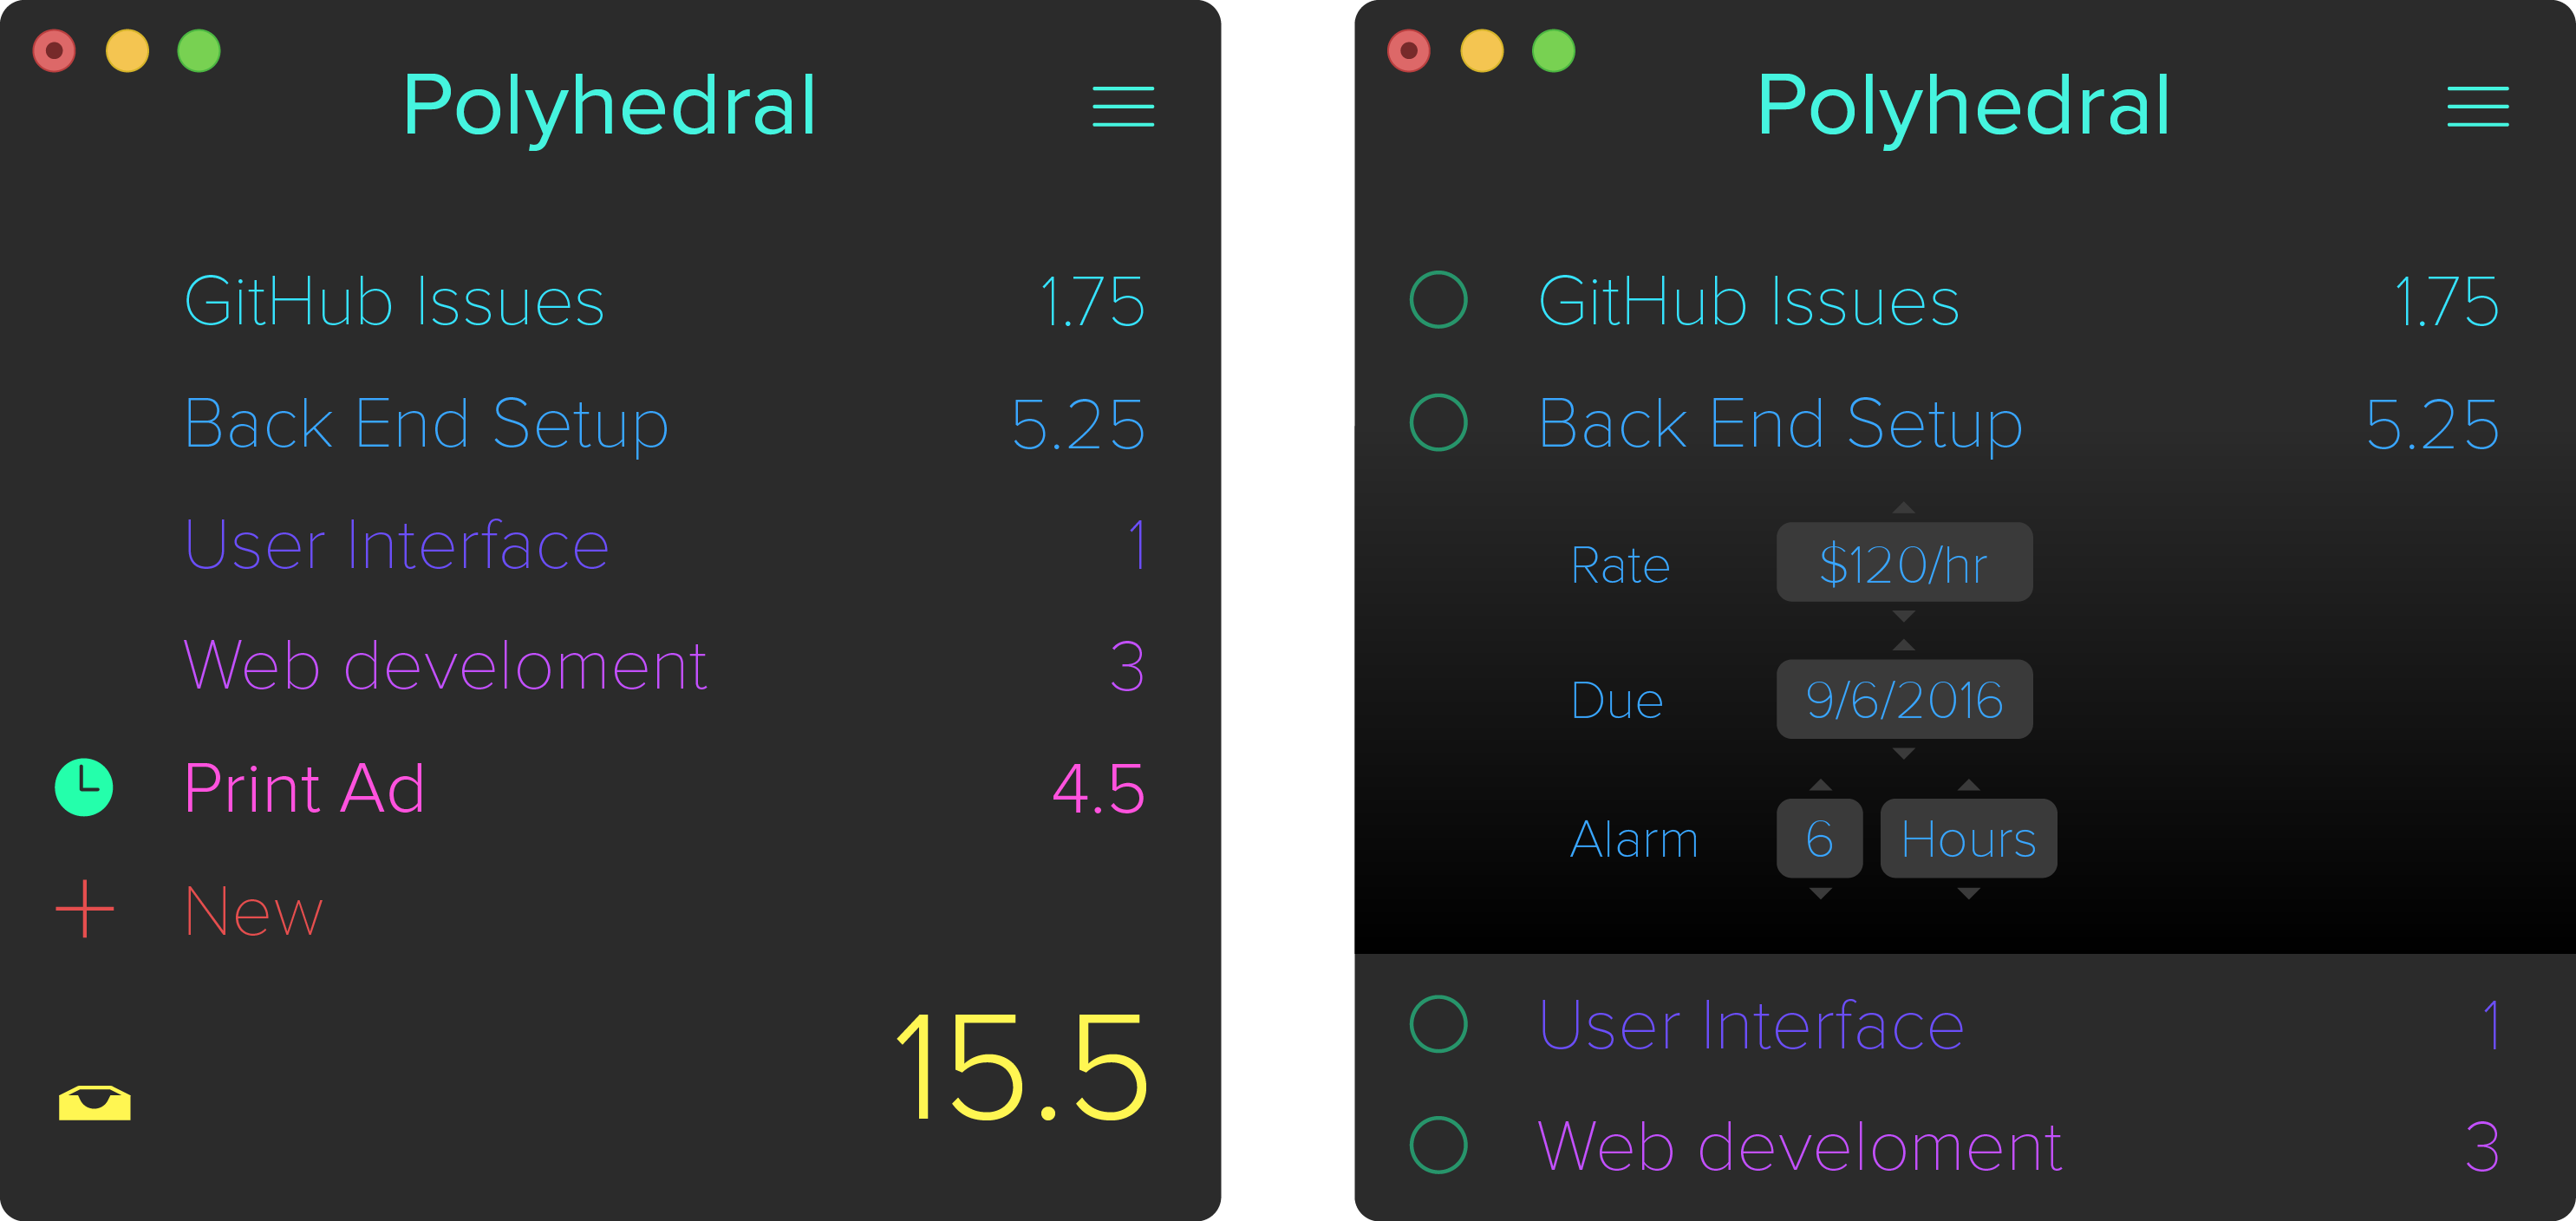 Polyhedral
GitHub Issues 1.75
Back End Setup 5.25
User Interface 1
Web develoment 3
Print Ad 4.5
New
15.5
Polyhedral
GitHub Issues 1.75
Back End Setup 5.25
Rate $120/hr
Due 9/6/2016
Alarm 6 Hours
User Interface 1
Web develoment 3